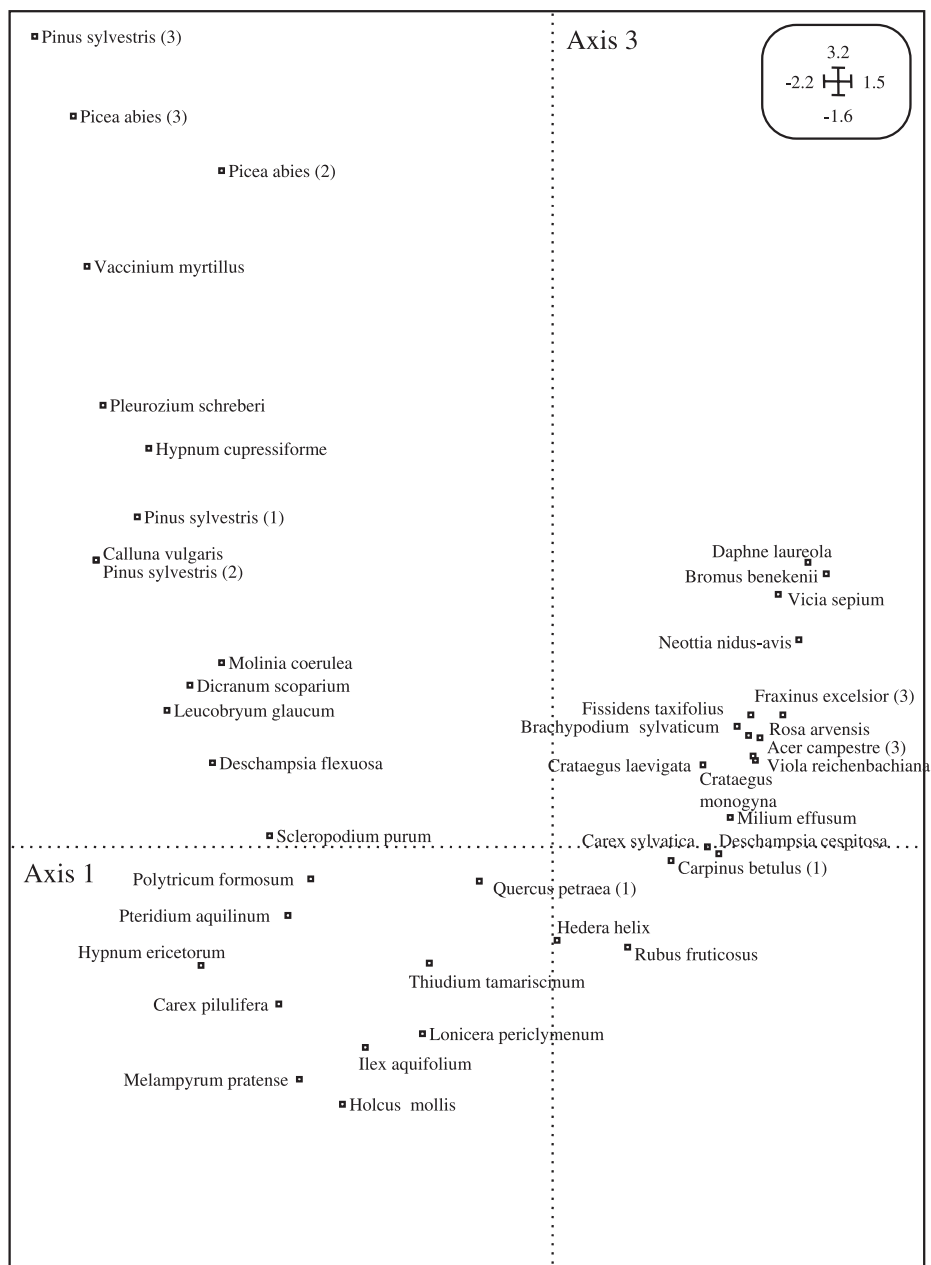 Pinus sylvestris (3)
Axis 3
3.2
-2.2 1.5
-1.6
Picea abies (3)
Picea abies (2)
Vaccinium myrtillus
Pleurozium schreberi
Hypnum cupressiforme
Pinus sylvestris (1)
Calluna vulgaris
Pinus sylvestris (2)
Daphne laureola
Bromus benekenii
Vicia sepium
Neottia nidus-avis
Molinia coerulea
Dicranum scoparium
Leucobryum glaucum
Fraxinus excelsior (3)
Fissidens taxifolius
Brachypodium sylvaticum
Rosa arvensis
Acer campestre (3)
Deschampsia flexuosa
Crataegus laevigata
Viola reichenbachiana
Crataegus
monogyna
Milium effusum
Scleropodium purum
Carex sylvatica
Deschampsia cespitosa
Axis 1
Carpinus betulus (1)
Polytricum formosum
Quercus petraea (1)
Pteridium aquilinum
Hedera helix
Hypnum ericetorum
Rubus fruticosus
Thiudium tamariscinum
Carex pilulifera
Lonicera periclymenum
Ilex aquifolium
Melampyrum pratense
Holcus mollis